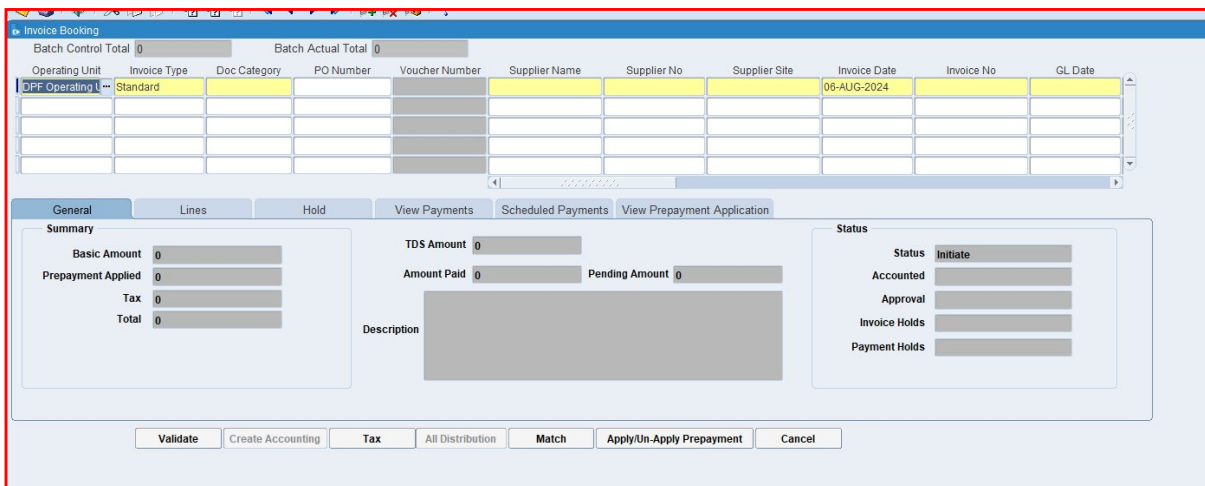 Invoice Booking
Batch Control Total 0 Batch Actual Total 0
Operating Unit Invoice Type Doc Category PO Number Voucher Number Supplier Name Supplier No Supplier Site Invoice Date Invoice No GL Date
DPF Operating U ... Standard 06-AUG-2024
General Lines Hold View Payments Scheduled Payments View Prepayment Application
Summary Status
TDS Amount 0
Basic Amount 0 Status Initiate
Prepayment Applied 0 Amount Paid 0 Pending Amount 0 Accounted
Tax 0 Approval
Total 0 Description Invoice Holds
Payment Holds
Validate Create Accounting Tax All Distribution Match Apply/Un-Apply Prepayment Cancel